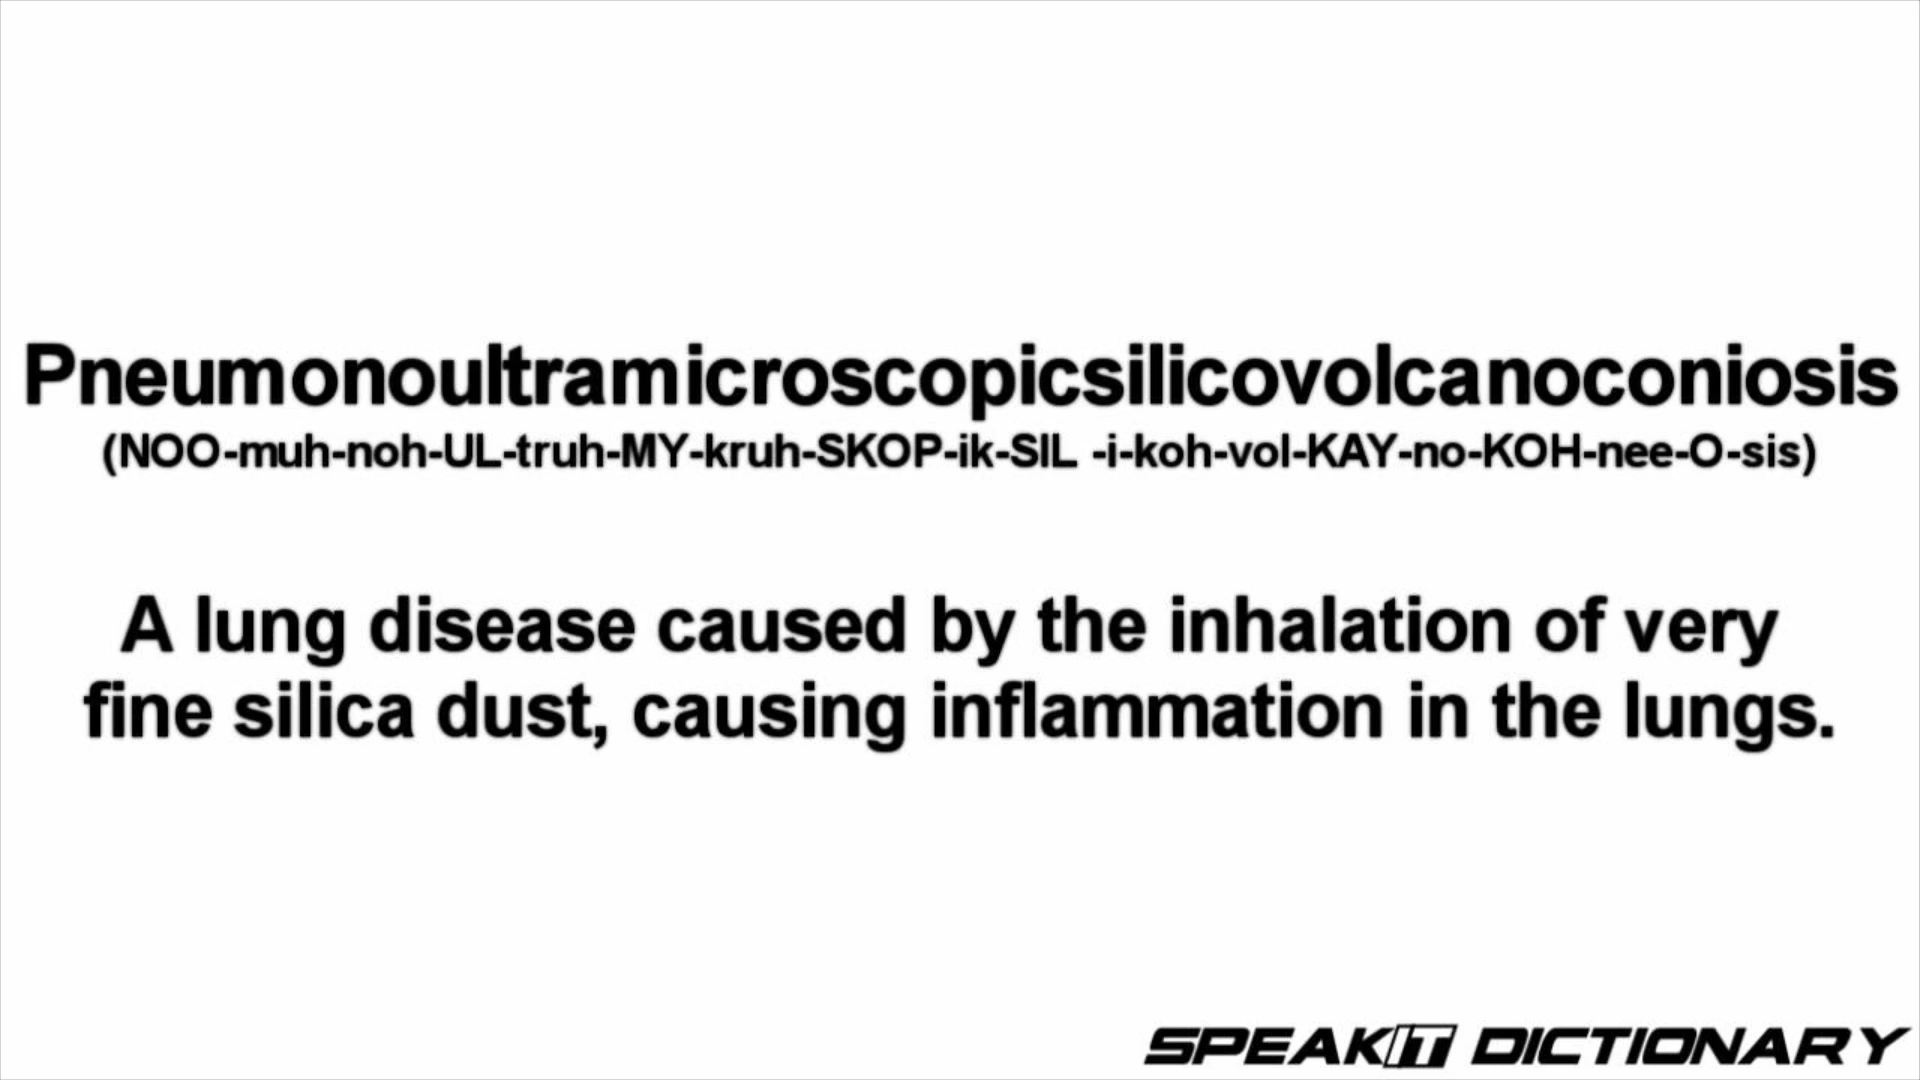 Pneumonoultramicroscopicsilicovolcanoconiosis
(NOO-muh-noh-UL-truh-MY-kruh-SKOP-ik-SIL -i-koh-vol-KAY-no-KOH-nee-O-sis)
A lung disease caused by the inhalation of very
fine silica dust, causing inflammation in the lungs.
SPEAKIT DICTIONARY